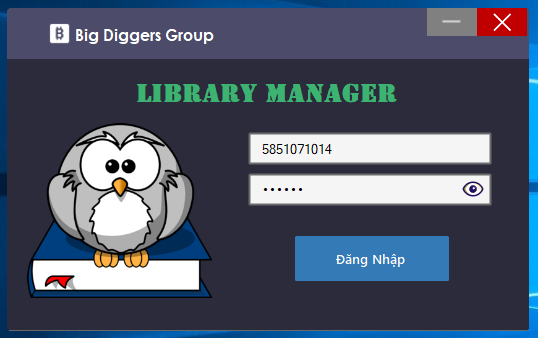 Big Diggers Group
LIBRARY MANAGER
5851071014
••••••
Đăng Nhập